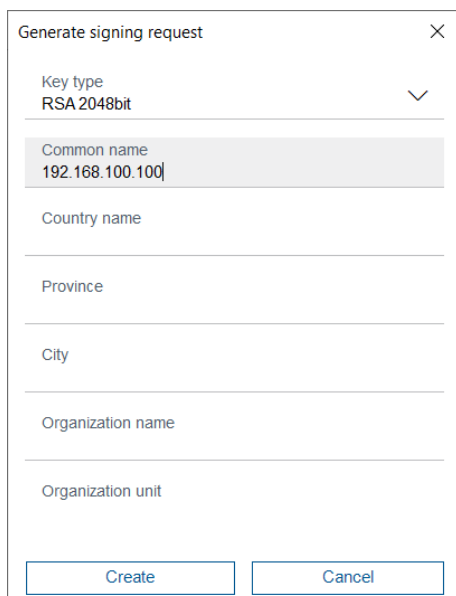 Generate signing request
Key type
RSA 2048bit
Common name
192.168.100.100
Country name
Province
City
Organization name
Organization unit
Create
Cancel